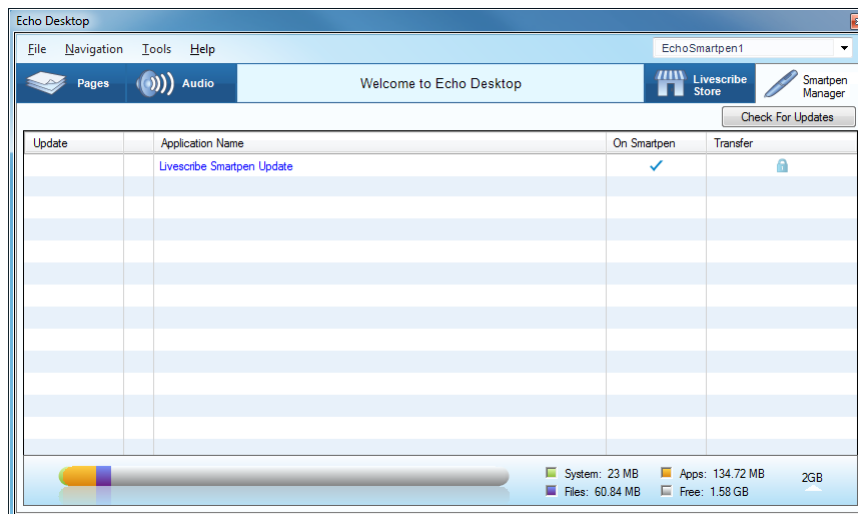 Echo Desktop
File Navigation Tools Help EchoSmartpen1
Pages Audio Welcome to Echo Desktop Livescribe Store Smartpen Manager
Check For Updates
Update Application Name On Smartpen Transfer
Livescribe Smartpen Update
System: 23 MB Apps: 134.72 MB 2GB
Files: 60.84 MB Free: 1.58 GB